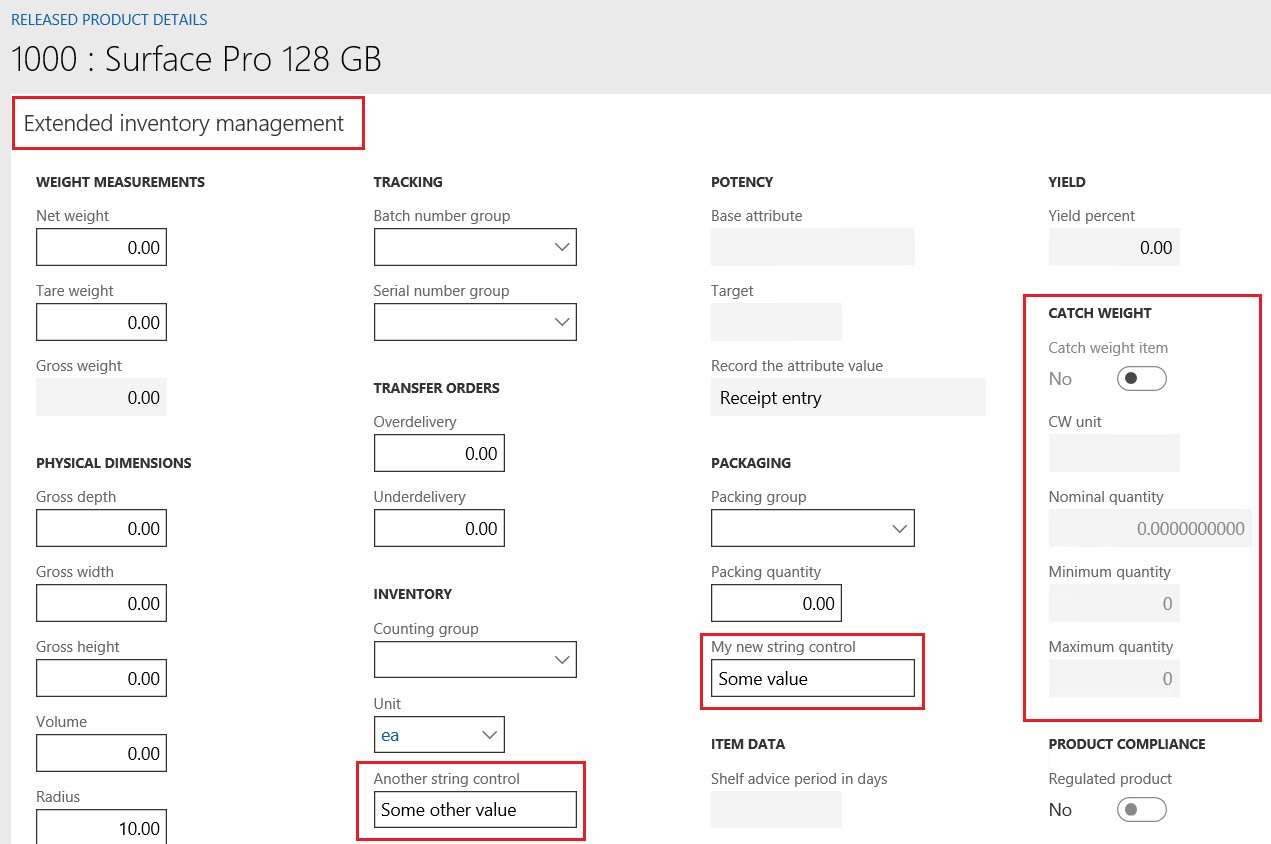 RELEASED PRODUCT DETAILS
1000 : Surface Pro 128 GB
Extended inventory management
WEIGHT MEASUREMENTS
Net weight
0.00
Tare weight
0.00
Gross weight
0.00
PHYSICAL DIMENSIONS
Gross depth
0.00
Gross width
0.00
Gross height
0.00
Volume
0.00
Radius
10.00
TRACKING
Batch number group
Serial number group
TRANSFER ORDERS
Overdelivery
0.00
Underdelivery
0.00
INVENTORY
Counting group
Unit
ea
Another string control
Some other value
POTENCY
Base attribute
Target
Record the attribute value
Receipt entry
PACKAGING
Packing group
Packing quantity
0.00
My new string control
Some value
ITEM DATA
Shelf advice period in days
YIELD
Yield percent
0.00
CATCH WEIGHT
Catch weight item
No
CW unit
Nominal quantity
0.0000000000
Minimum quantity
0
Maximum quantity
0
PRODUCT COMPLIANCE
Regulated product
No